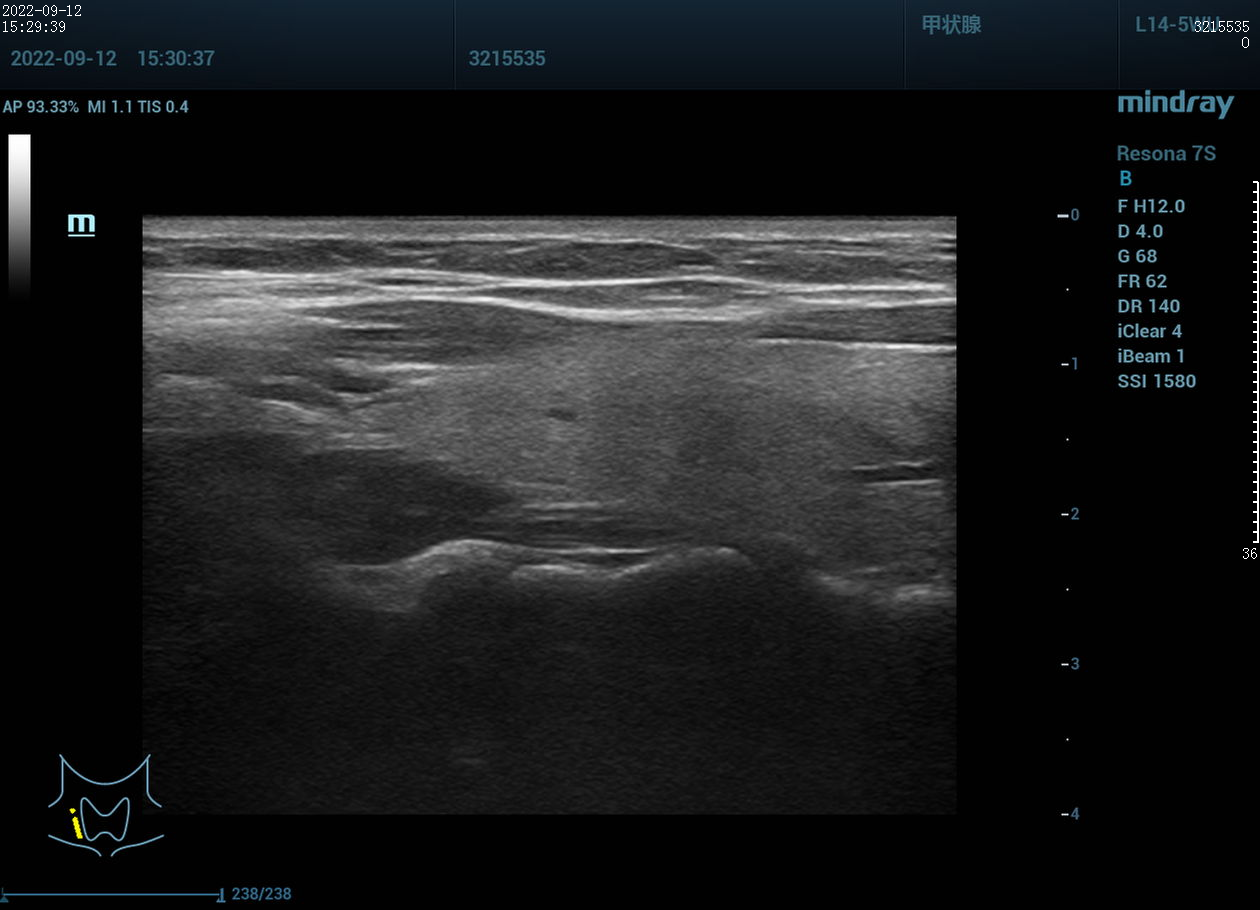 2022-09-12
15:29:39
2022-09-12 15:30:37
3215535
甲状腺
3215535
0
AP 93.33% MI 1.1 TIS 0.4
mindray
Resona 7S
B
F H12.0
D 4.0
G 68
FR 62
DR 140
iClear 4
iBeam 1
SSI 1580
m
0
1
2
3
4
36
238/238